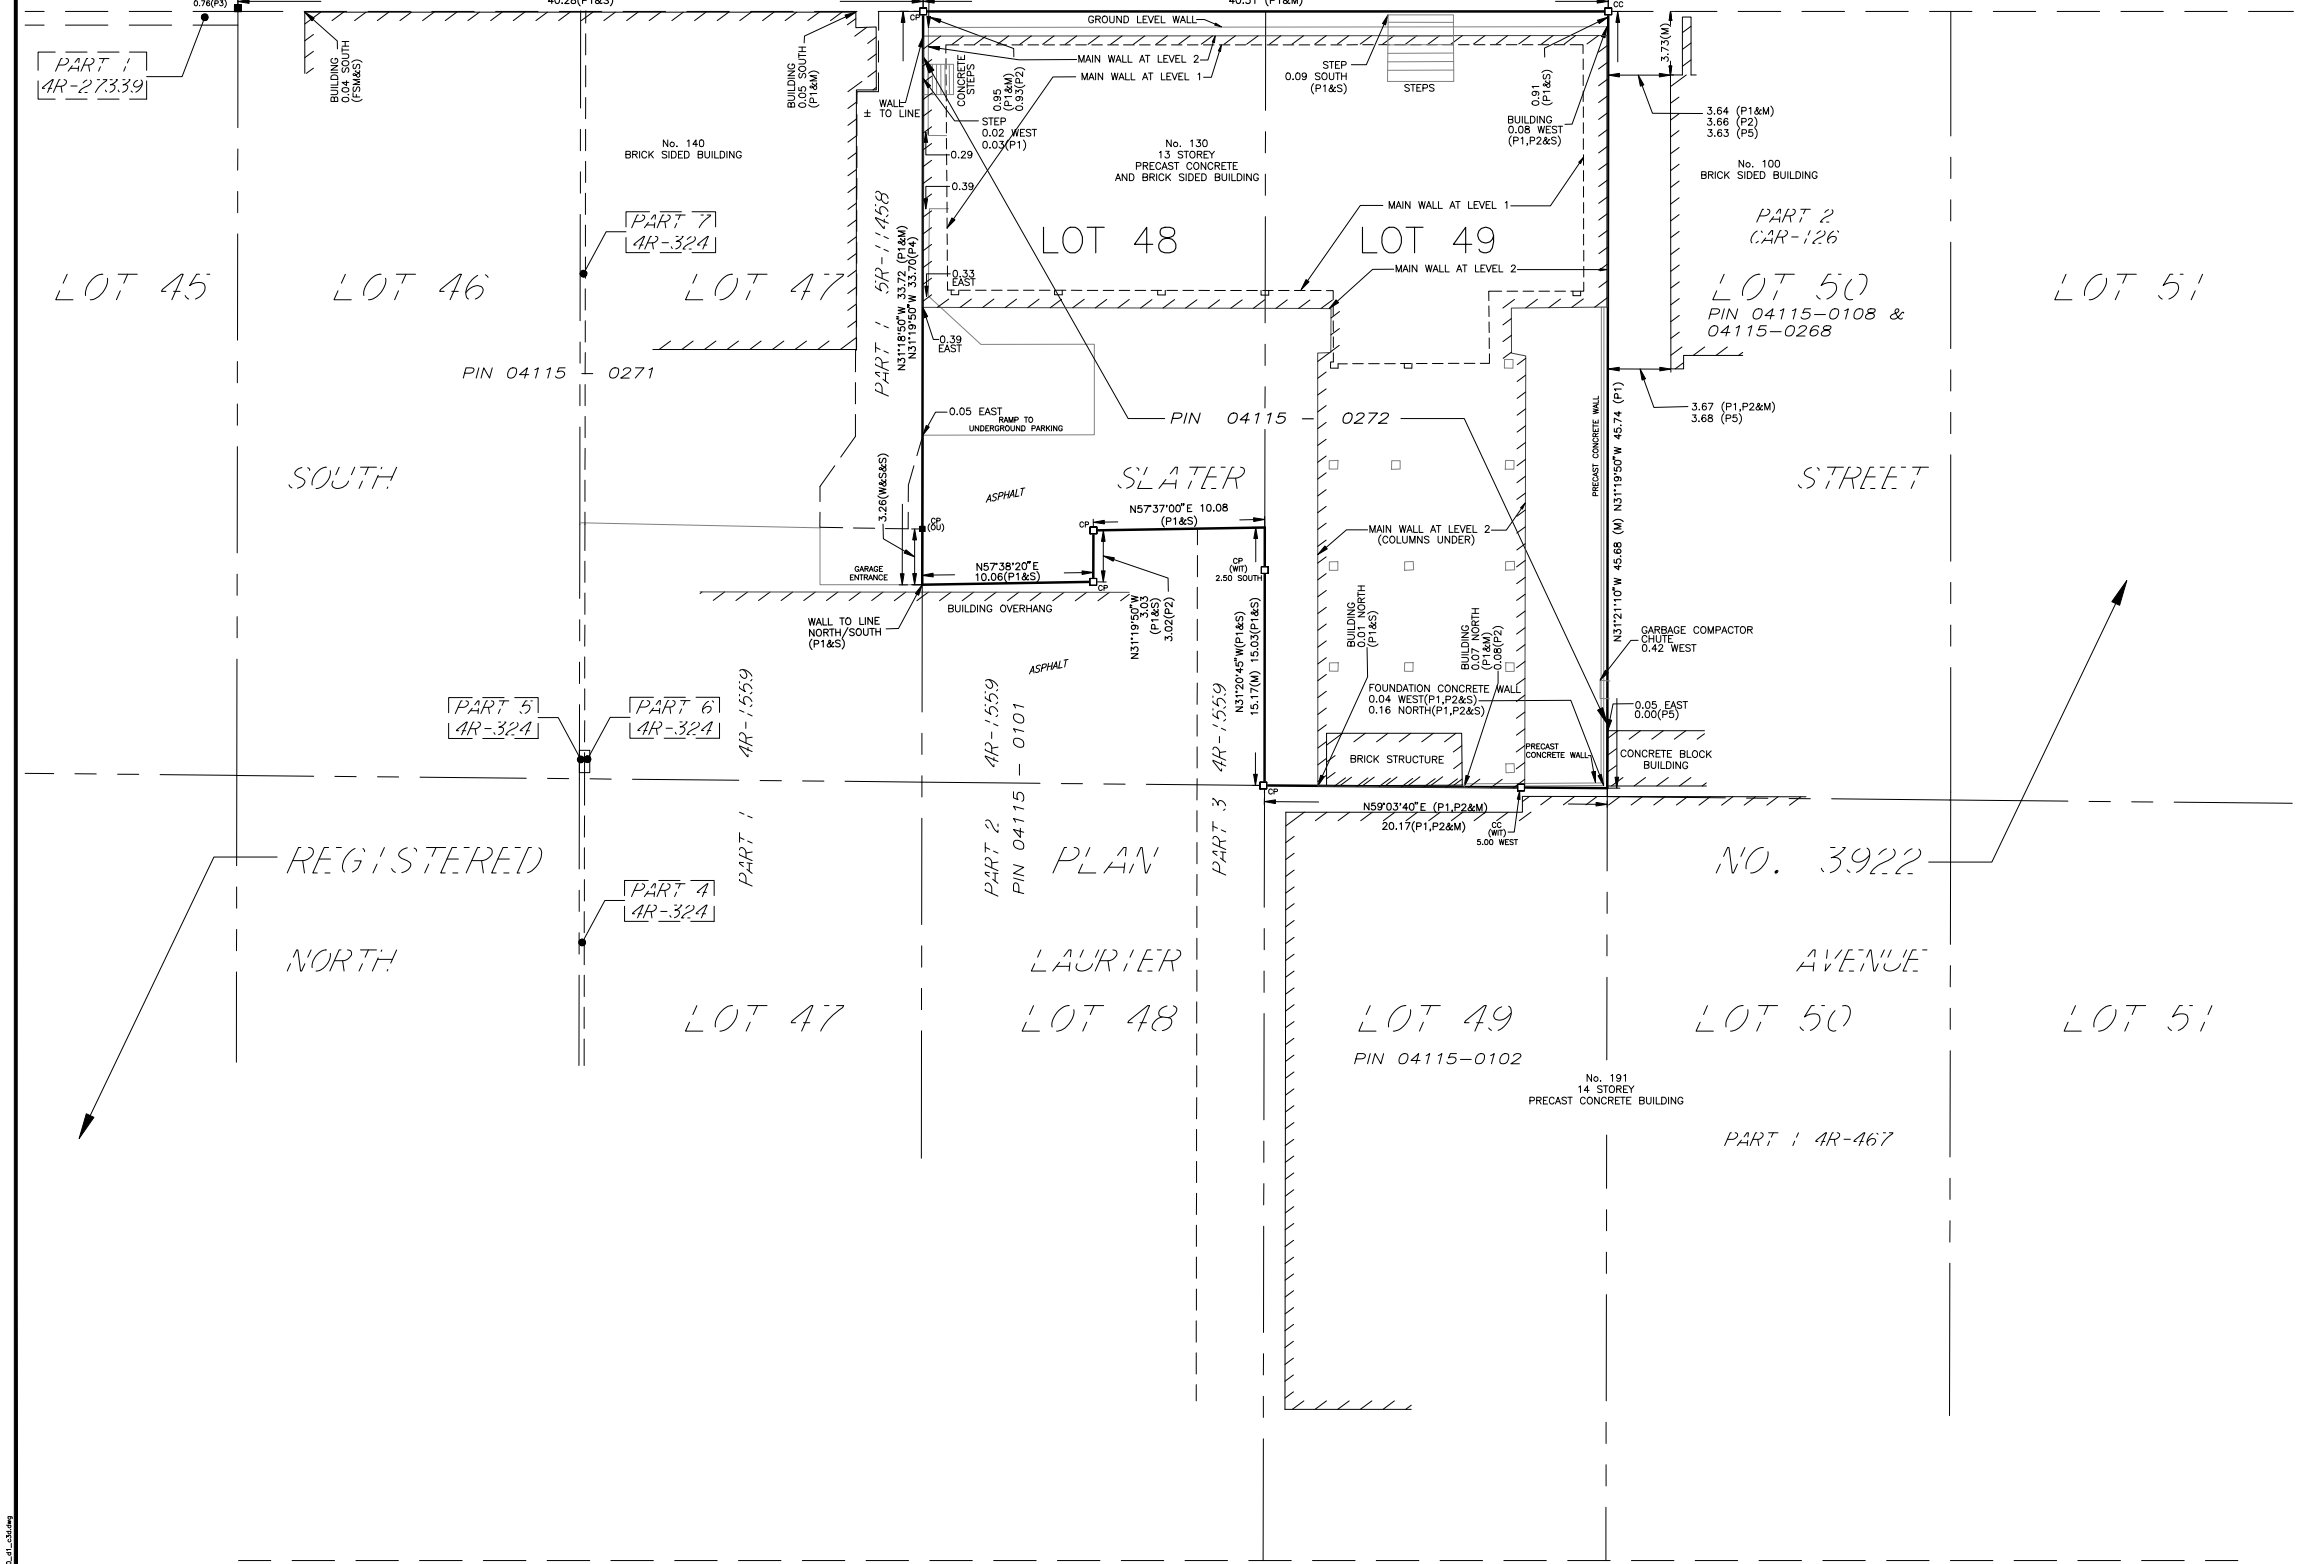 0.76(P3)
40.28(P1&S)
40.31 (P1&M)
CP
CC
GROUND LEVEL WALL
PART 1
4R-27339
BUILDING
0.04 SOUTH
(FSM&S)
BUILDING
0.05 SOUTH
(P1&M)
WALL
± TO LINE
CONCRETE
STEPS
0.95
(P1&M)
0.93(P2)
MAIN WALL AT LEVEL 2
MAIN WALL AT LEVEL 1
STEP
0.02 WEST
0.03(P1)
0.29
0.39
STEP
0.09 SOUTH
(P1&S)
STEPS
0.91
(P1&S)
BUILDING
0.08 WEST
(P1,P2&S)
3.73(M)
3.64 (P1&M)
3.66 (P2)
3.63 (P5)
No. 140
BRICK SIDED BUILDING
No. 130
13 STOREY
PRECAST CONCRETE
AND BRICK SIDED BUILDING
No. 100
BRICK SIDED BUILDING
PART 2
CAR-126
PART 7
4R-324
MAIN WALL AT LEVEL 1
LOT 48
LOT 49
MAIN WALL AT LEVEL 2
LOT 45
LOT 46
LOT 47
LOT 50
LOT 51
PIN 04115-0108 &
04115-0268
PART 1 5R-11458
N31°18'50"W 33.72 (P1&M)
N31°19'50"W 33.70(P4)
0.33
EAST
0.39
EAST
PIN 04115 - 0271
0.05 EAST
RAMP TO
UNDERGROUND PARKING
PIN 04115 - 0272
3.67 (P1,P2&M)
3.68 (P5)
PRECAST CONCRETE WALL
N31°21'10"W 45.68 (M) N31°19'50"W 45.74 (P1)
SOUTH
SLATER
STREET
ASPHALT
3.26(W&S&S)
CP
(OU)
N57°37'00"E 10.08
(P1&S)
CP
MAIN WALL AT LEVEL 2
(COLUMNS UNDER)
GARAGE
ENTRANCE
N57°38'20"E
10.06(P1&S)
CP
CP
(WIT)
2.50 SOUTH
BUILDING OVERHANG
WALL TO LINE
NORTH/SOUTH
(P1&S)
N31°19'50"W
3.03
(P1&S)
3.02(P2)
N31°20'45"W(P1&S)
15.17(M) 15.03(P1&S)
BUILDING
0.01 NORTH
(P1&S)
BUILDING
0.07 NORTH
(P1&M)
0.08(P2)
GARBAGE COMPACTOR
CHUTE
0.42 WEST
ASPHALT
FOUNDATION CONCRETE WALL
0.04 WEST(P1,P2&S)
0.16 NORTH(P1,P2&S)
0.05 EAST
0.00(P5)
PART 5
4R-324
PART 6
4R-324
PART 1 4R-1559
PART 2 4R-1559
PIN 04115 - 0101
PART 3 4R-1559
BRICK STRUCTURE
PRECAST
CONCRETE WALL
CONCRETE BLOCK
BUILDING
CP
N59°03'40"E (P1,P2&M)
20.17(P1,P2&M)
CC
(WIT)
5.00 WEST
REGISTERED
PLAN
NO. 3922
PART 4
4R-324
NORTH
LAURIER
AVENUE
LOT 47
LOT 48
LOT 49
LOT 50
LOT 51
PIN 04115-0102
No. 191
14 STOREY
PRECAST CONCRETE BUILDING
PART 1 4R-467